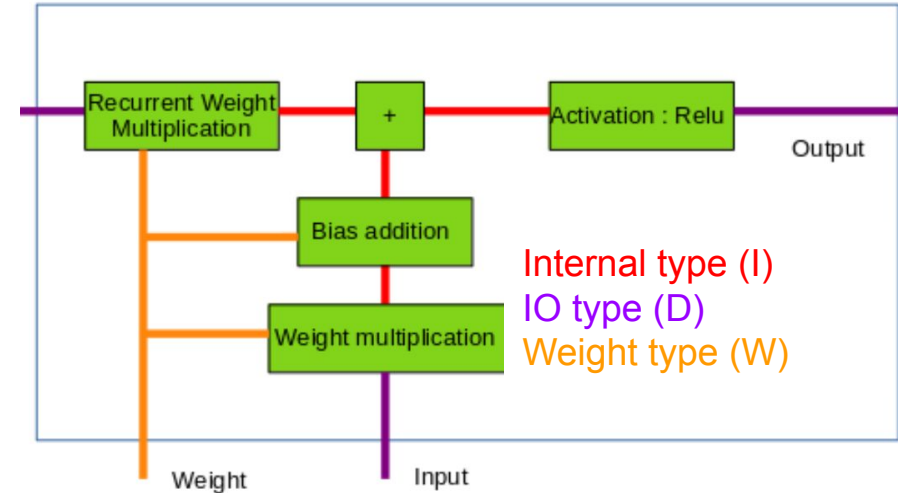 Recurrent Weight
Multiplication
+
Activation : Relu
Output
Bias addition
Internal type (I)
IO type (D)
Weight type (W)
Weight multiplication
Weight
Input